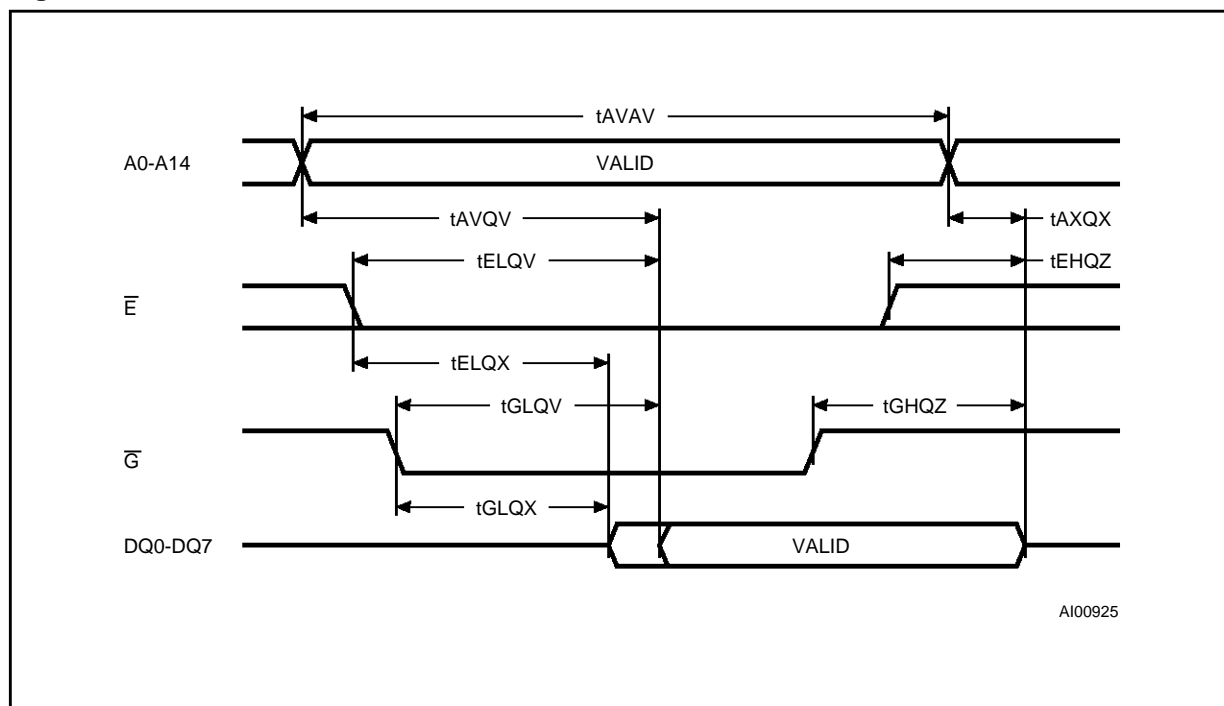 tAVAV
A0-A14 VALID
tAVQV tAXQX
tELQV tEHQZ
E̅
tELQX
tGLQV tGHQZ
G̅
tGLQX
DQ0-DQ7 VALID
AI00925